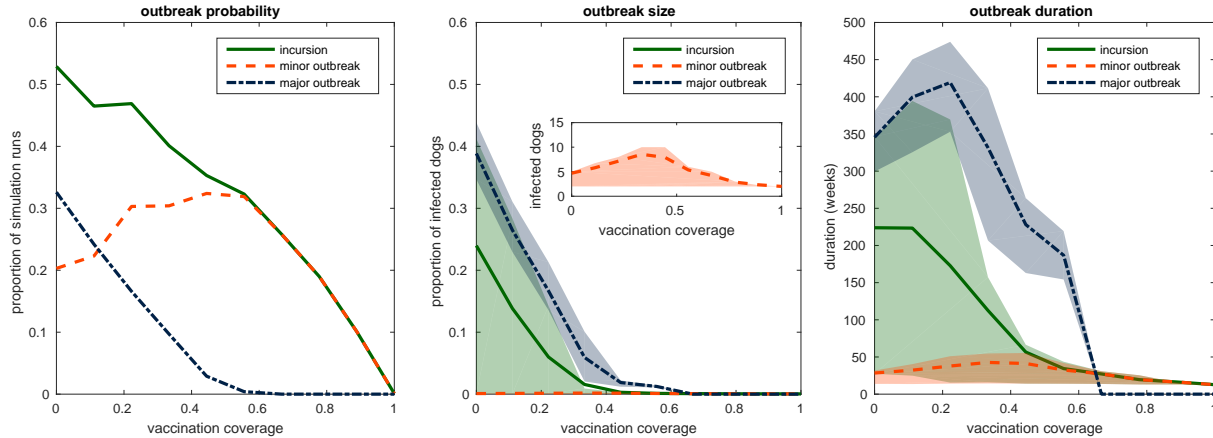 outbreak probability
0.6
0.5
0.4
0.3
0.2
0.1
0
0
0.2
0.4
0.6
0.8
1
proportion of simulation runs
vaccination coverage
incursion
minor outbreak
major outbreak
outbreak size
0.6
0.5
0.4
0.3
0.2
0.1
0
0
0.2
0.4
0.6
0.8
1
proportion of infected dogs
vaccination coverage
incursion
minor outbreak
major outbreak
15
10
5
0
0
0.5
1
infected dogs
vaccination coverage
outbreak duration
500
450
400
350
300
250
200
150
100
50
0
0
0.2
0.4
0.6
0.8
1
duration (weeks)
vaccination coverage
incursion
minor outbreak
major outbreak